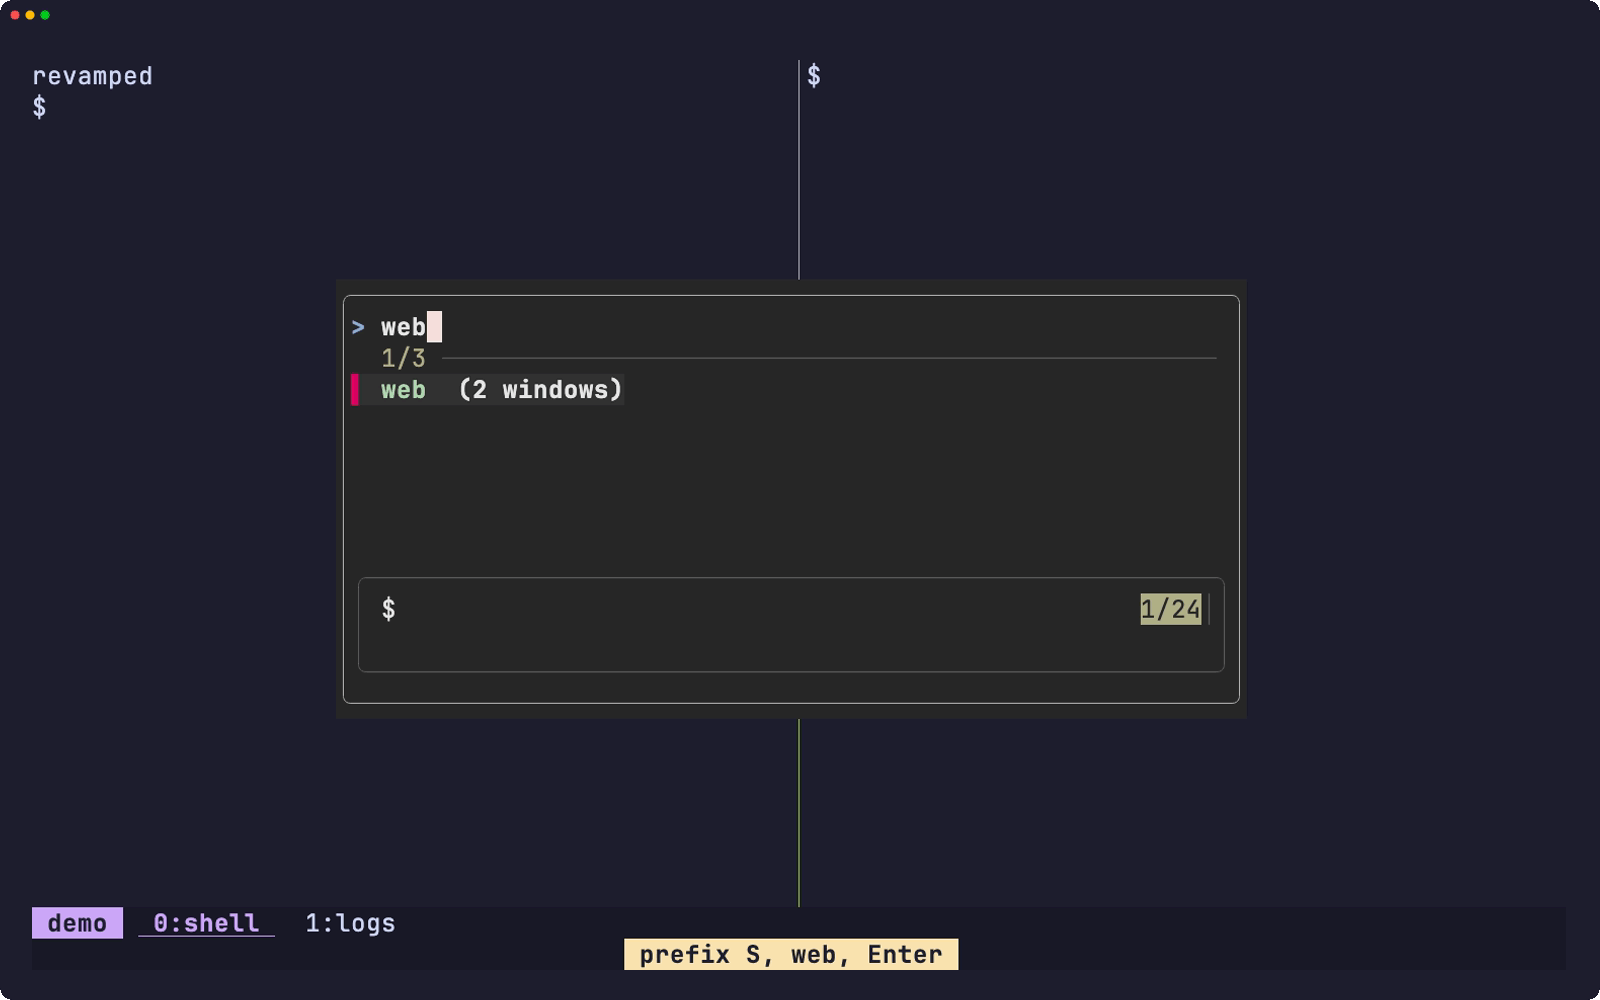 revamped
$
$
> web
1/3
web (2 windows)
$ 1/24
demo 0:shell 1:logs
prefix S, web, Enter